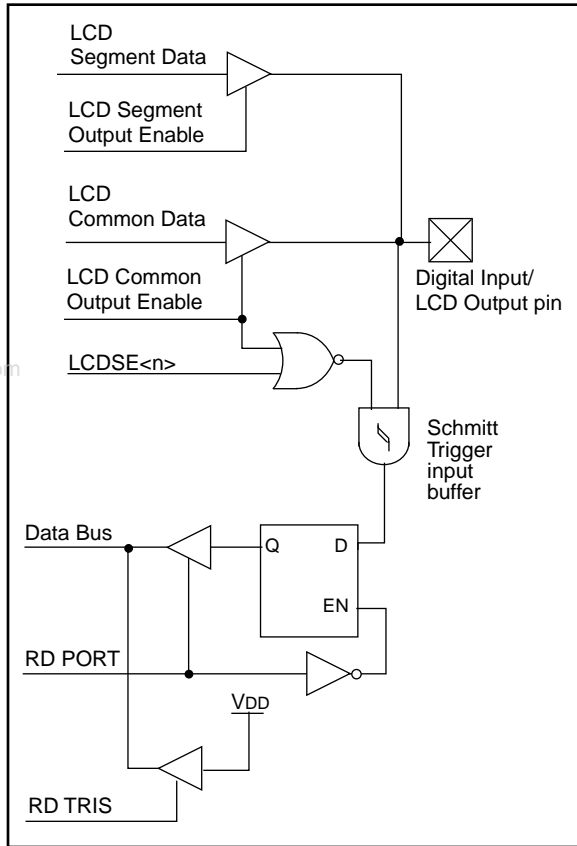 LCD
Segment Data
LCD Segment
Output Enable
LCD
Common Data
LCD Common
Output Enable
Digital Input/
LCD Output pin
LCDSE<n>
om
Schmitt
Trigger
input
buffer
Data Bus
Q
D
EN
RD PORT
VDD
RD TRIS